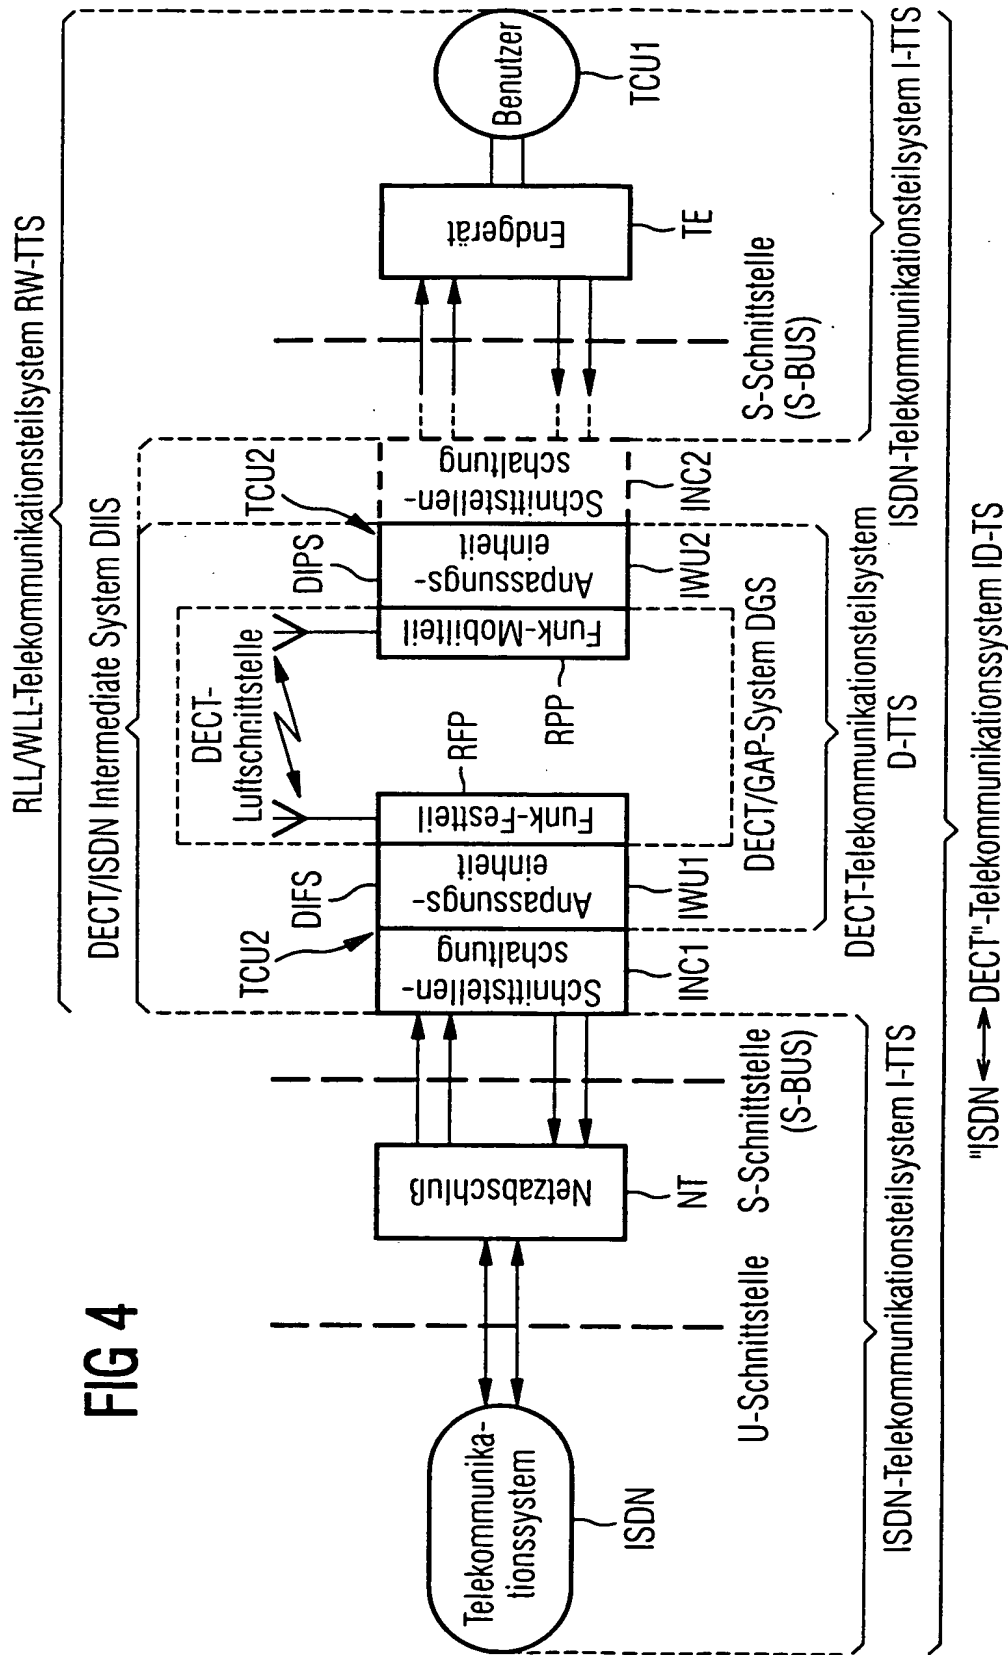 FIG 4
RLL/WLL-Telekommunikationsteilsystem RW-TTS
DECT/ISDN Intermediate System DIIS
DECT-
Luftschnittstelle
TCU2
DIFS
RFP
DIPS
TCU2
Telekommunika-
tionssystem
Netzabschluß
Schnittstellen-
schaltung
Anpassungs-
einheit
Funk-Festteil
Funk-Mobilteil
Anpassungs-
einheit
Schnittstellen-
schaltung
Endgerät
Benutzer
ISDN
NT
INC1
IWU1
RPP
IWU2
INC2
TE
TCU1
U-Schnittstelle
S-Schnittstelle
(S-BUS)
DECT/GAP-System DGS
S-Schnittstelle
(S-BUS)
DECT-Telekommunikationsteilsystem
D-TTS
ISDN-Telekommunikationsteilsystem I-TTS
ISDN-Telekommunikationsteilsystem I-TTS
"ISDN ↔ DECT"-Telekommunikationssystem ID-TS